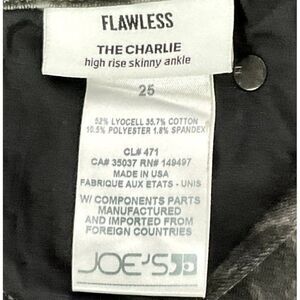 FLAWLESS
THE CHARLIE
high rise skinny ankle
25
52% LYOCELL 35.7% COTTON
10.5% POLYESTER 1.8% SPANDEX
CL# 471
CA# 35037 RN# 149497
MADE IN USA
FABRIQUE AUX ETATS - UNIS
W/ COMPONENTS PARTS
MANUFACTURED
AND IMPORTED FROM
FOREIGN COUNTRIES
JOE'S